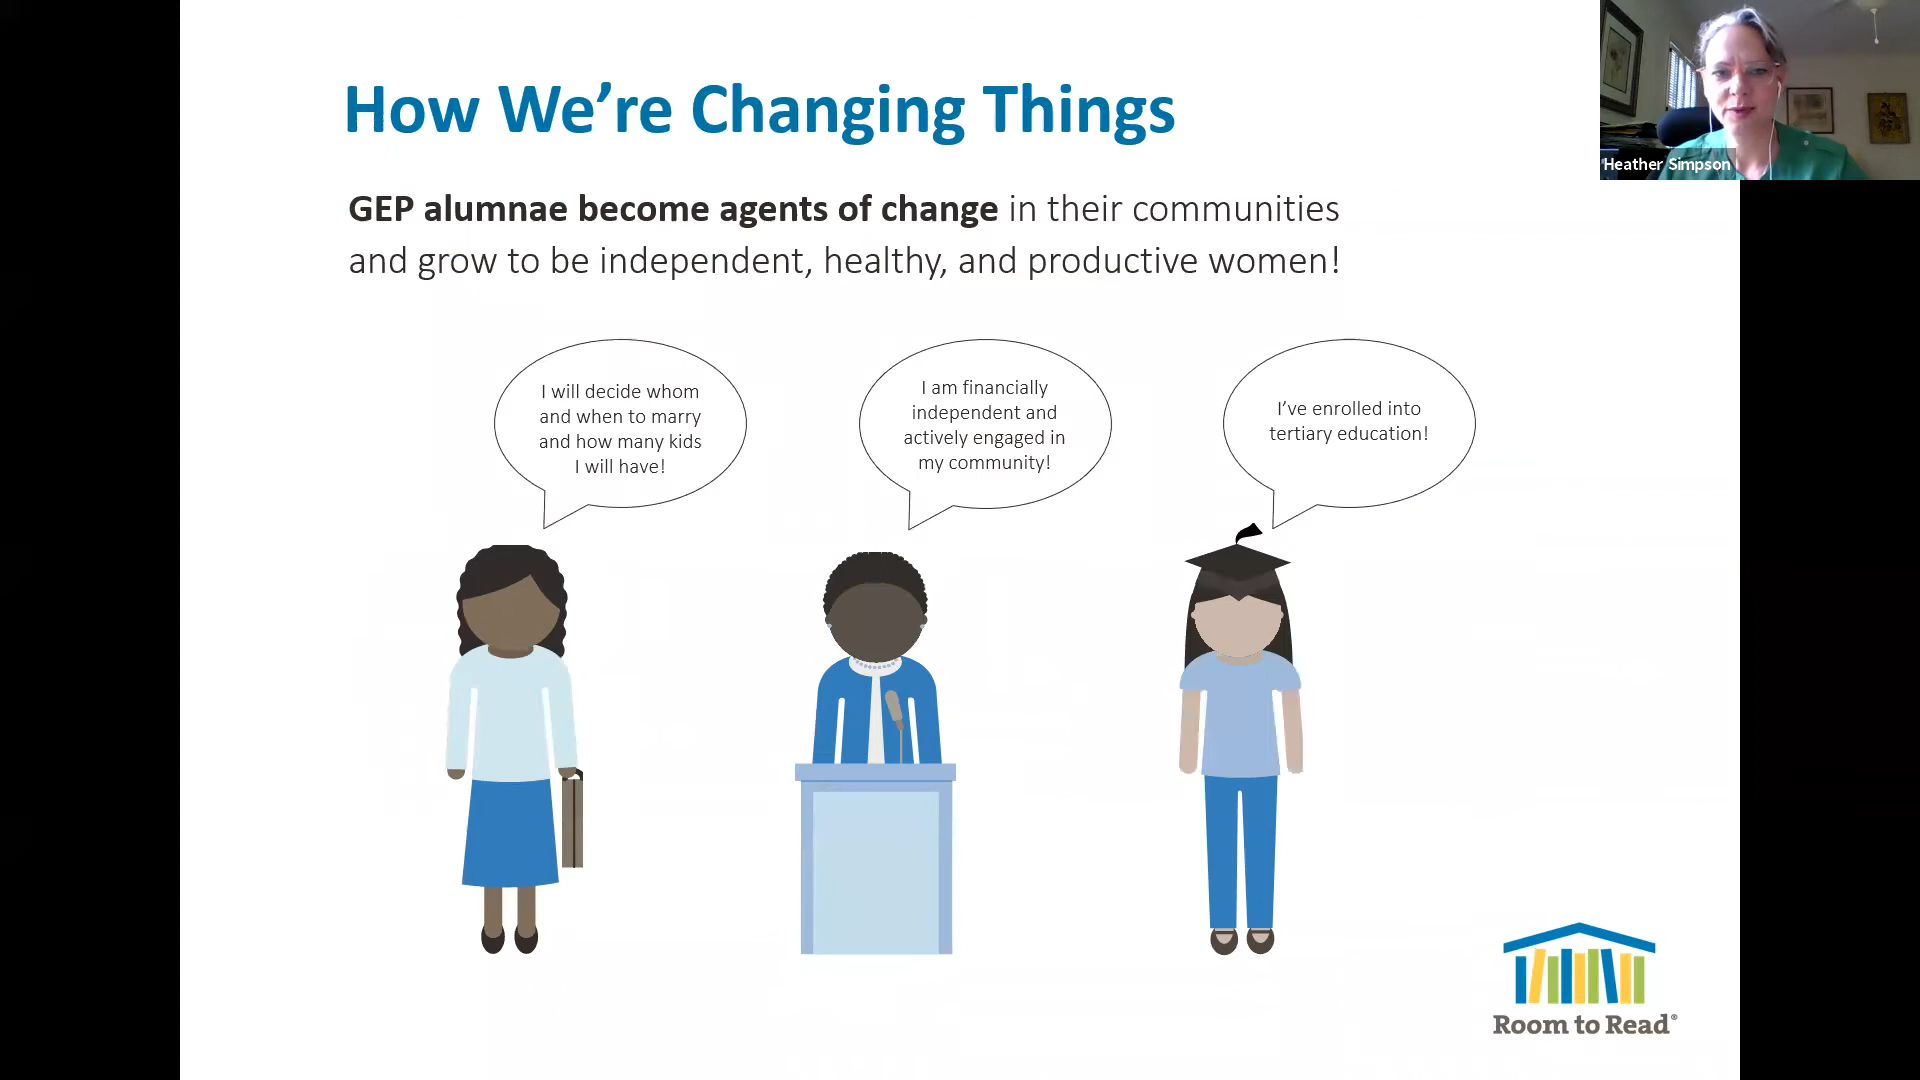 How We’re Changing Things
Heather Simpson
GEP alumnae become agents of change in their communities
and grow to be independent, healthy, and productive women!
I will decide whom
and when to marry
and how many kids
I will have!
I am financially
independent and
actively engaged in
my community!
I’ve enrolled into
tertiary education!
Room to Read®